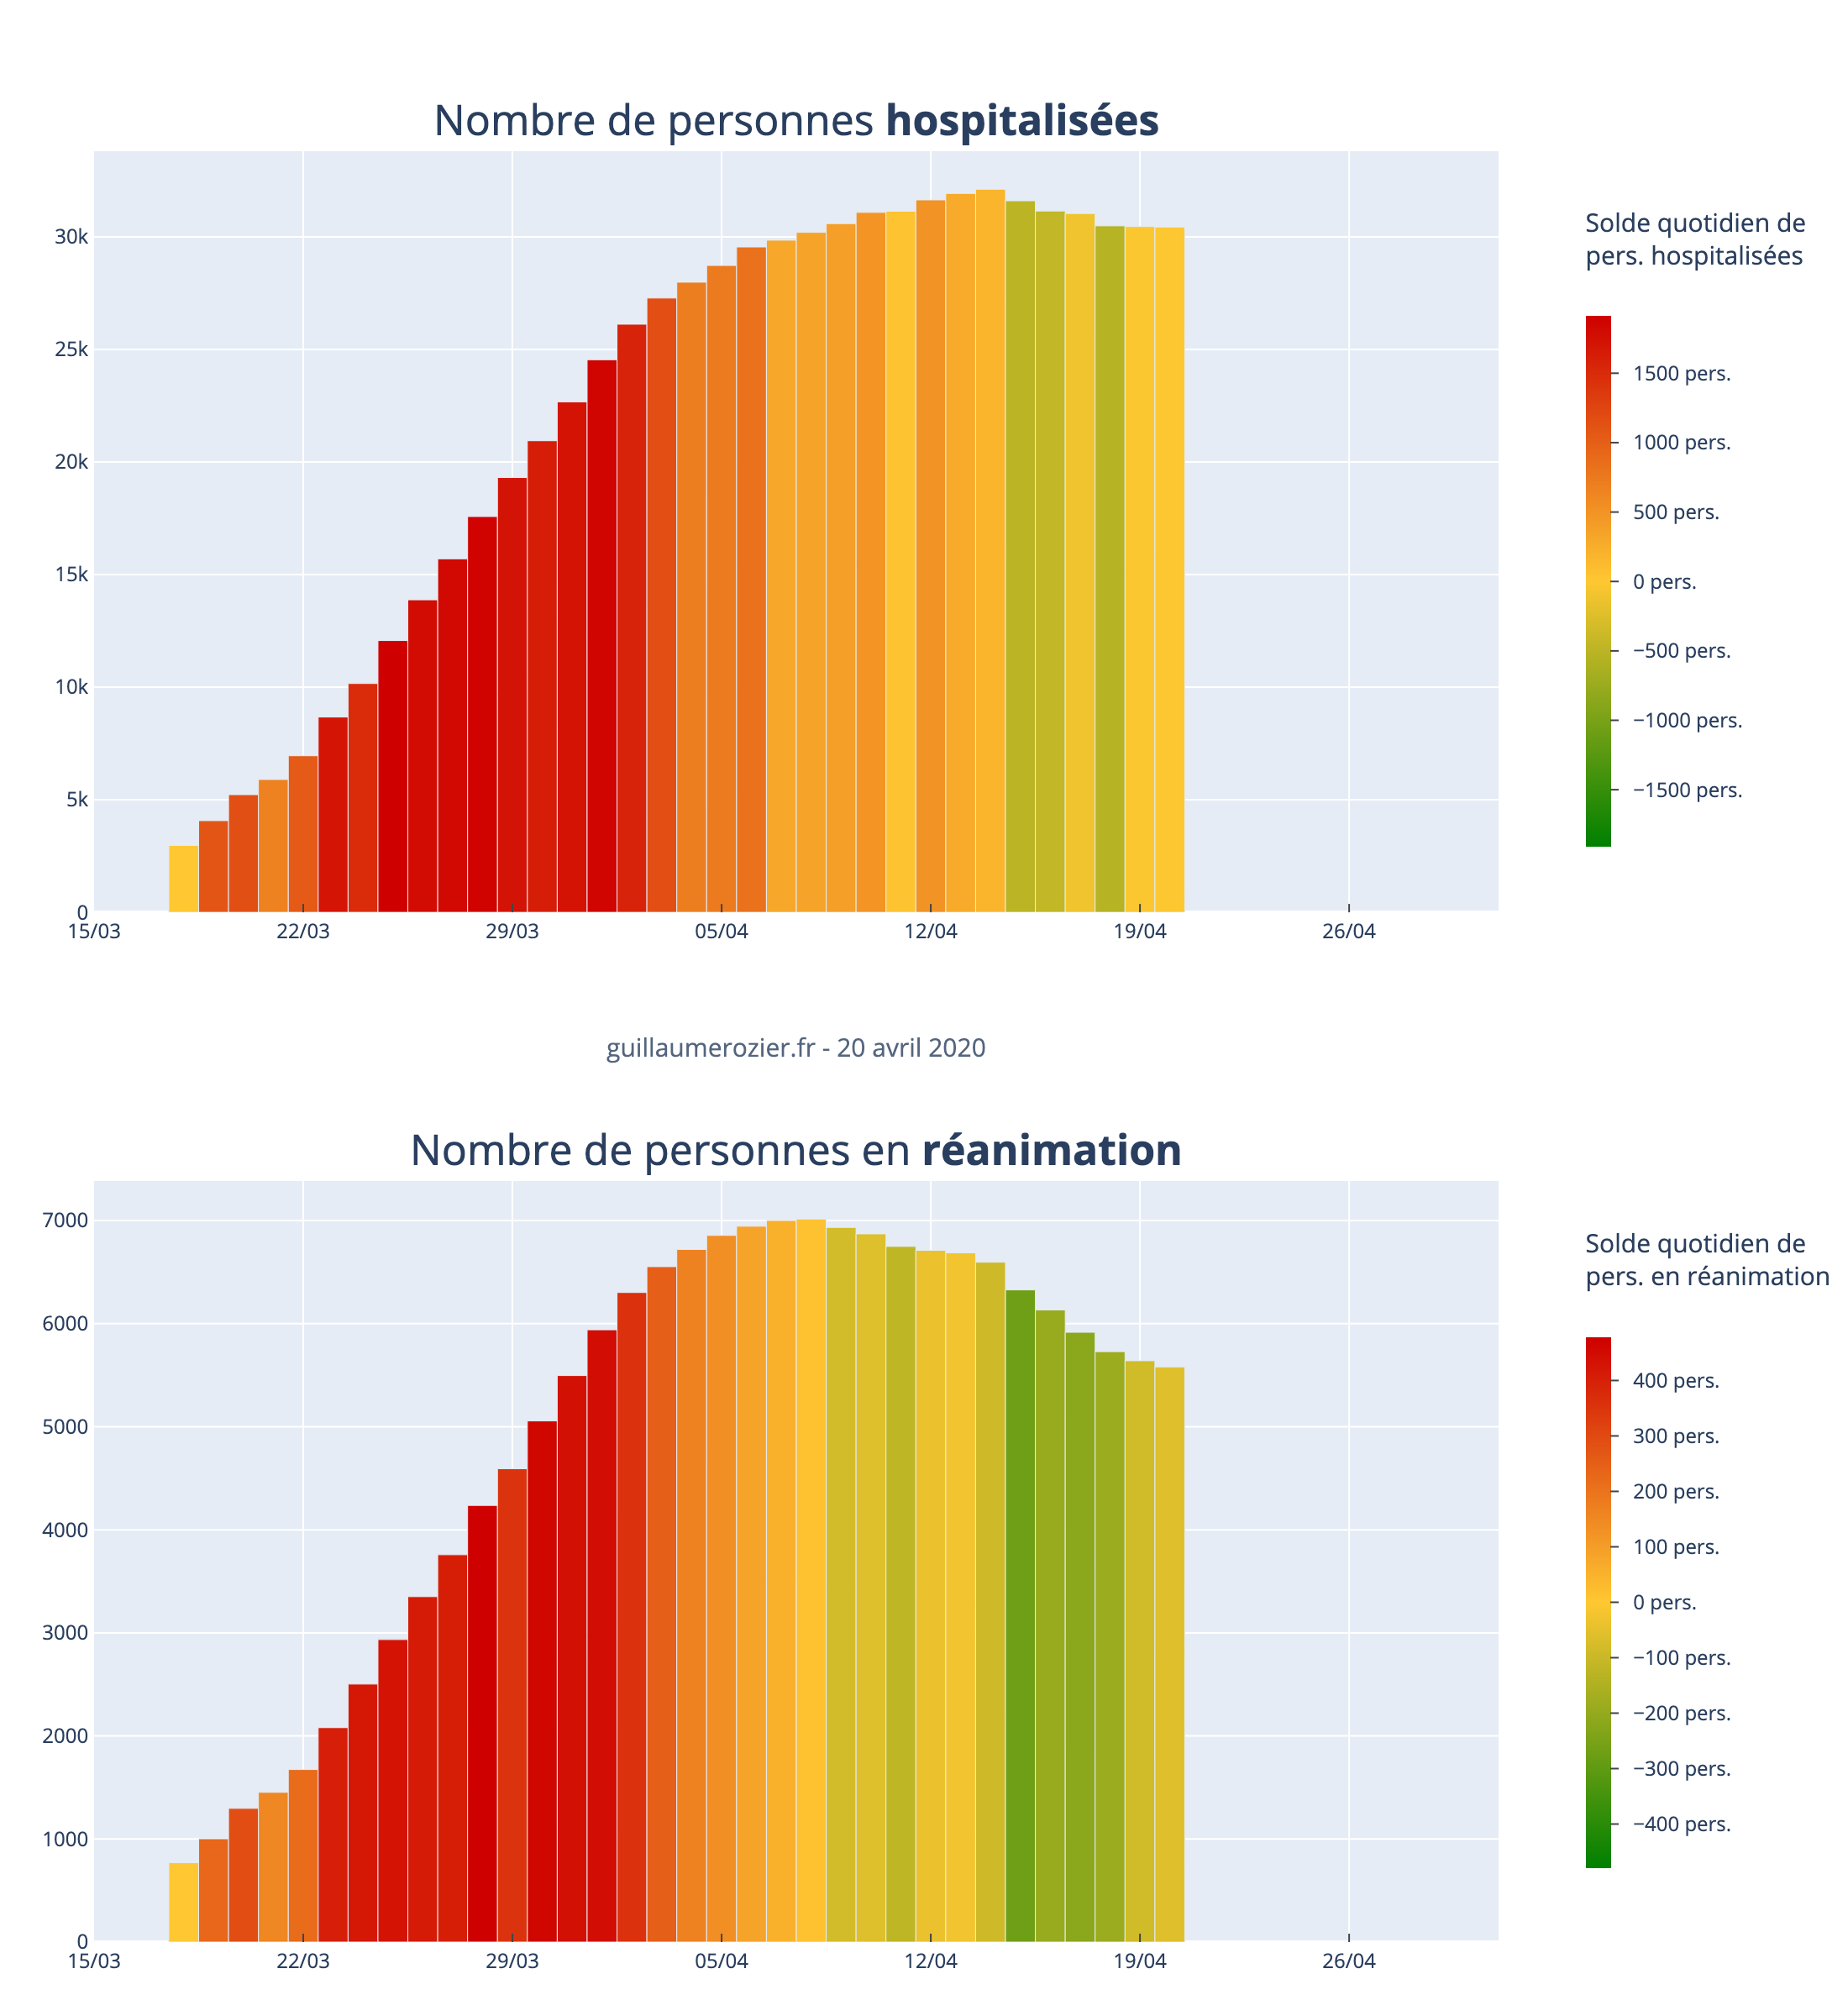 Nombre de personnes hospitalisées
30k
25k
20k
15k
10k
5k
0
15/03 22/03 29/03 05/04 12/04 19/04 26/04
Solde quotidien de
pers. hospitalisées
1500 pers.
1000 pers.
500 pers.
0 pers.
−500 pers.
−1000 pers.
−1500 pers.
guillaumerozier.fr - 20 avril 2020
Nombre de personnes en réanimation
7000
6000
5000
4000
3000
2000
1000
0
15/03 22/03 29/03 05/04 12/04 19/04 26/04
Solde quotidien de
pers. en réanimation
400 pers.
300 pers.
200 pers.
100 pers.
0 pers.
−100 pers.
−200 pers.
−300 pers.
−400 pers.